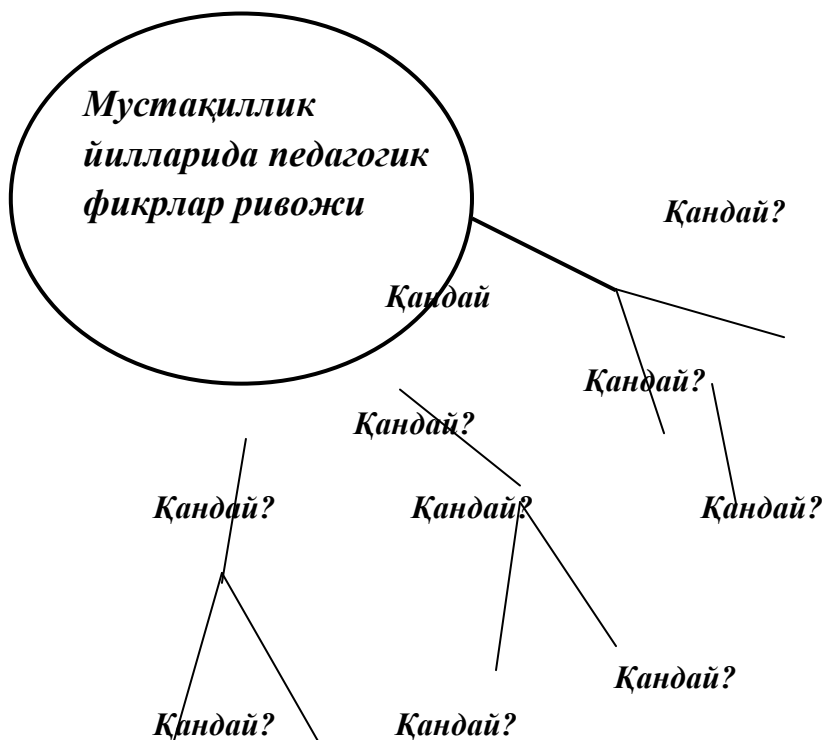 Мустақиллик
йилларида педагогик
фикрлар ривожи
Қандай?
Қандай
Қандай?
Қандай?
Қандай?
Қандай?
Қандай?
Қандай?
Қандай?
Қандай?